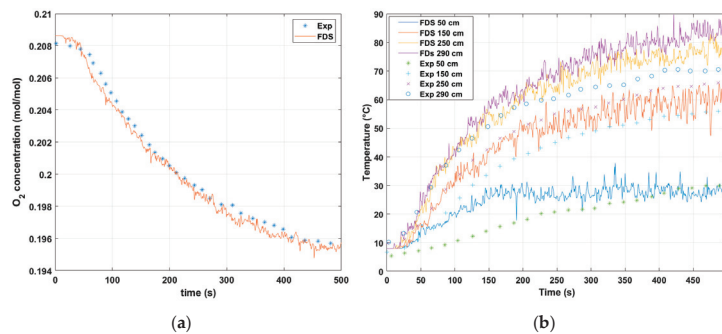 0.21
0.208
0.206
0.204
0.202
0.2
0.198
0.196
0.194
O2 concentration (mol/mol)
0
100
200
300
400
500
time (s)
Exp
FDS
(a)
90
80
70
60
50
40
30
20
10
0
Temperature (°C)
0
50
100
150
200
250
300
350
400
450
Time (s)
FDS 50 cm
FDS 150 cm
FDS 250 cm
FDs 290 cm
Exp 50 cm
Exp 150 cm
Exp 250 cm
Exp 290 cm
(b)